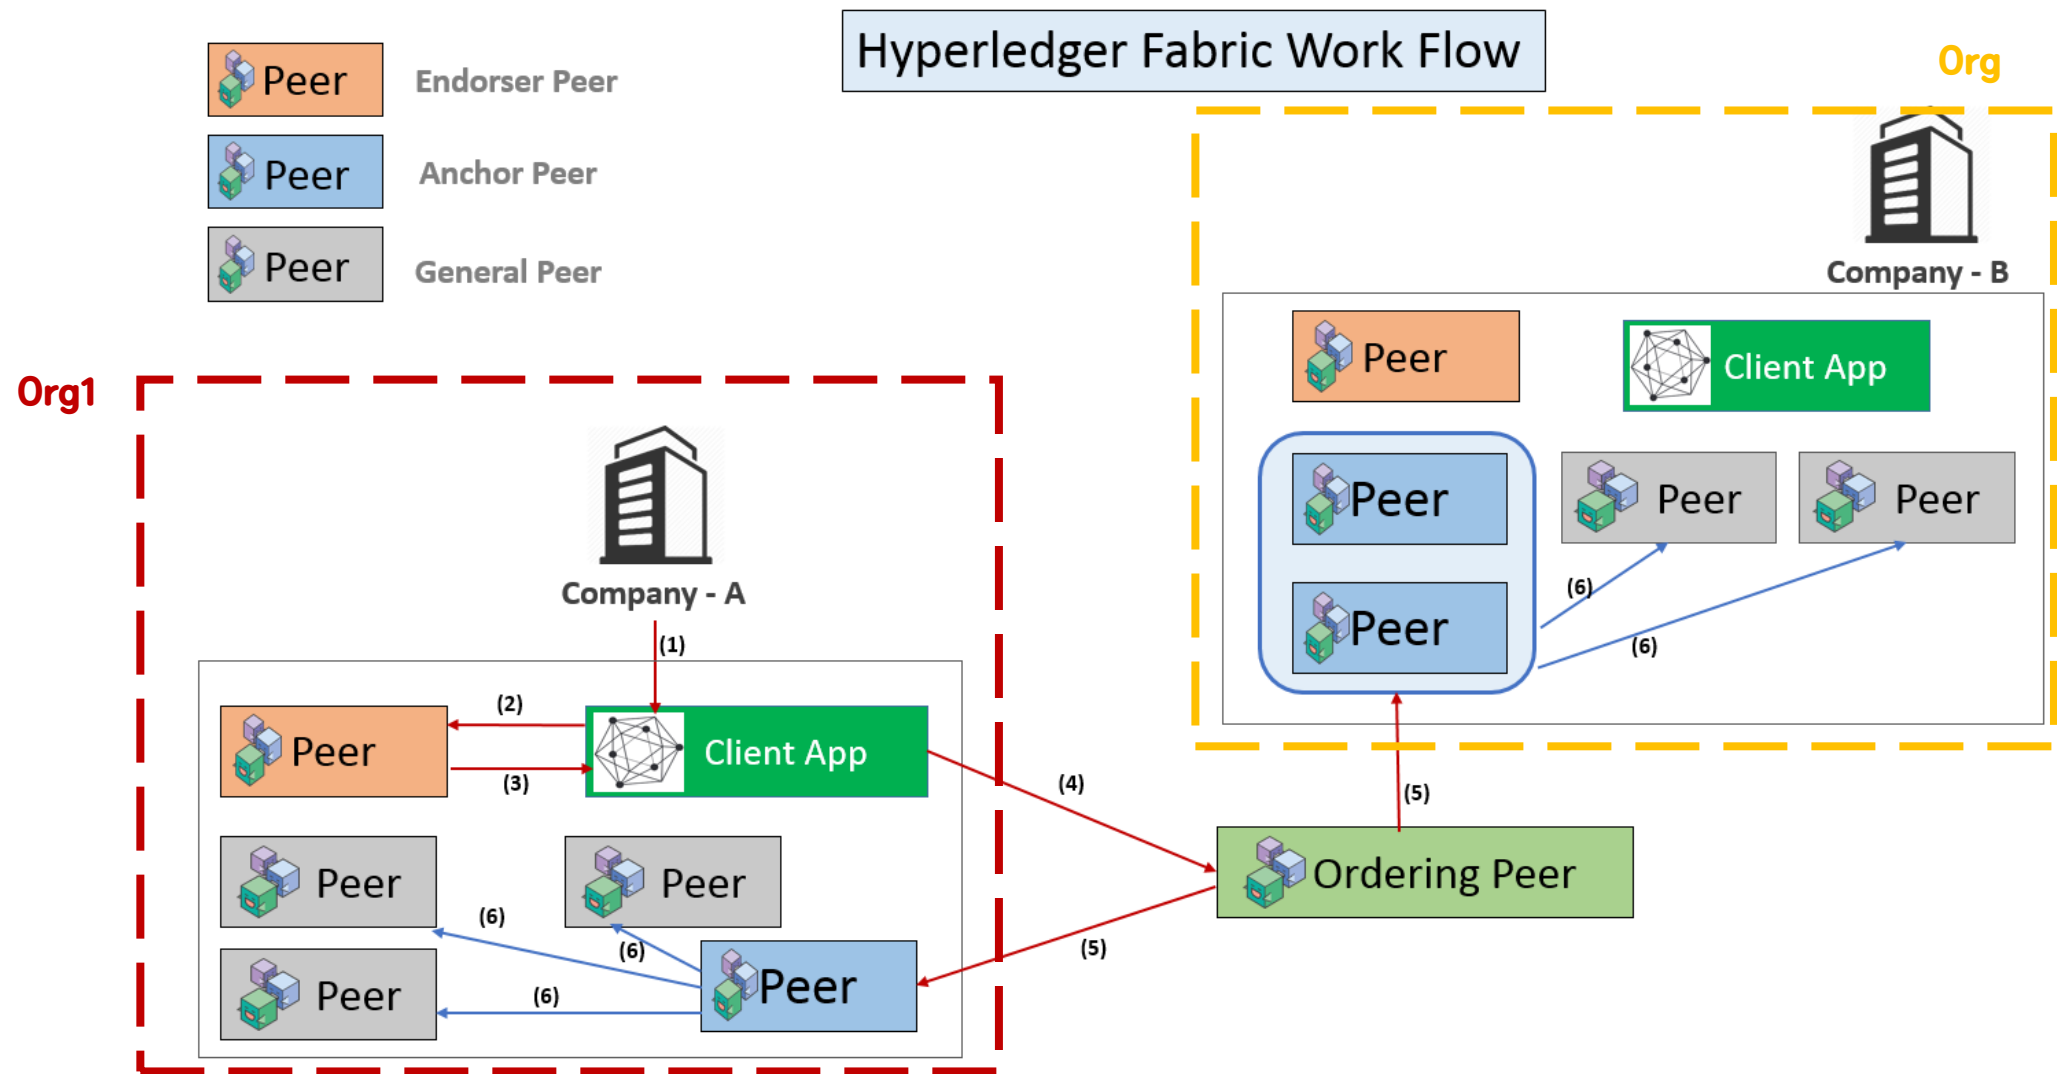 Hyperledger Fabric Work Flow
Peer
Endorser Peer
Peer
Anchor Peer
Peer
General Peer
Org
Company - B
Peer
Client App
Peer
Peer
Peer
Peer
(6)
(6)
Org1
Company - A
(1)
(2)
Peer
Client App
(3)
(4)
(5)
Ordering Peer
Peer
Peer
(6)
(6)
(5)
Peer
(6)
Peer